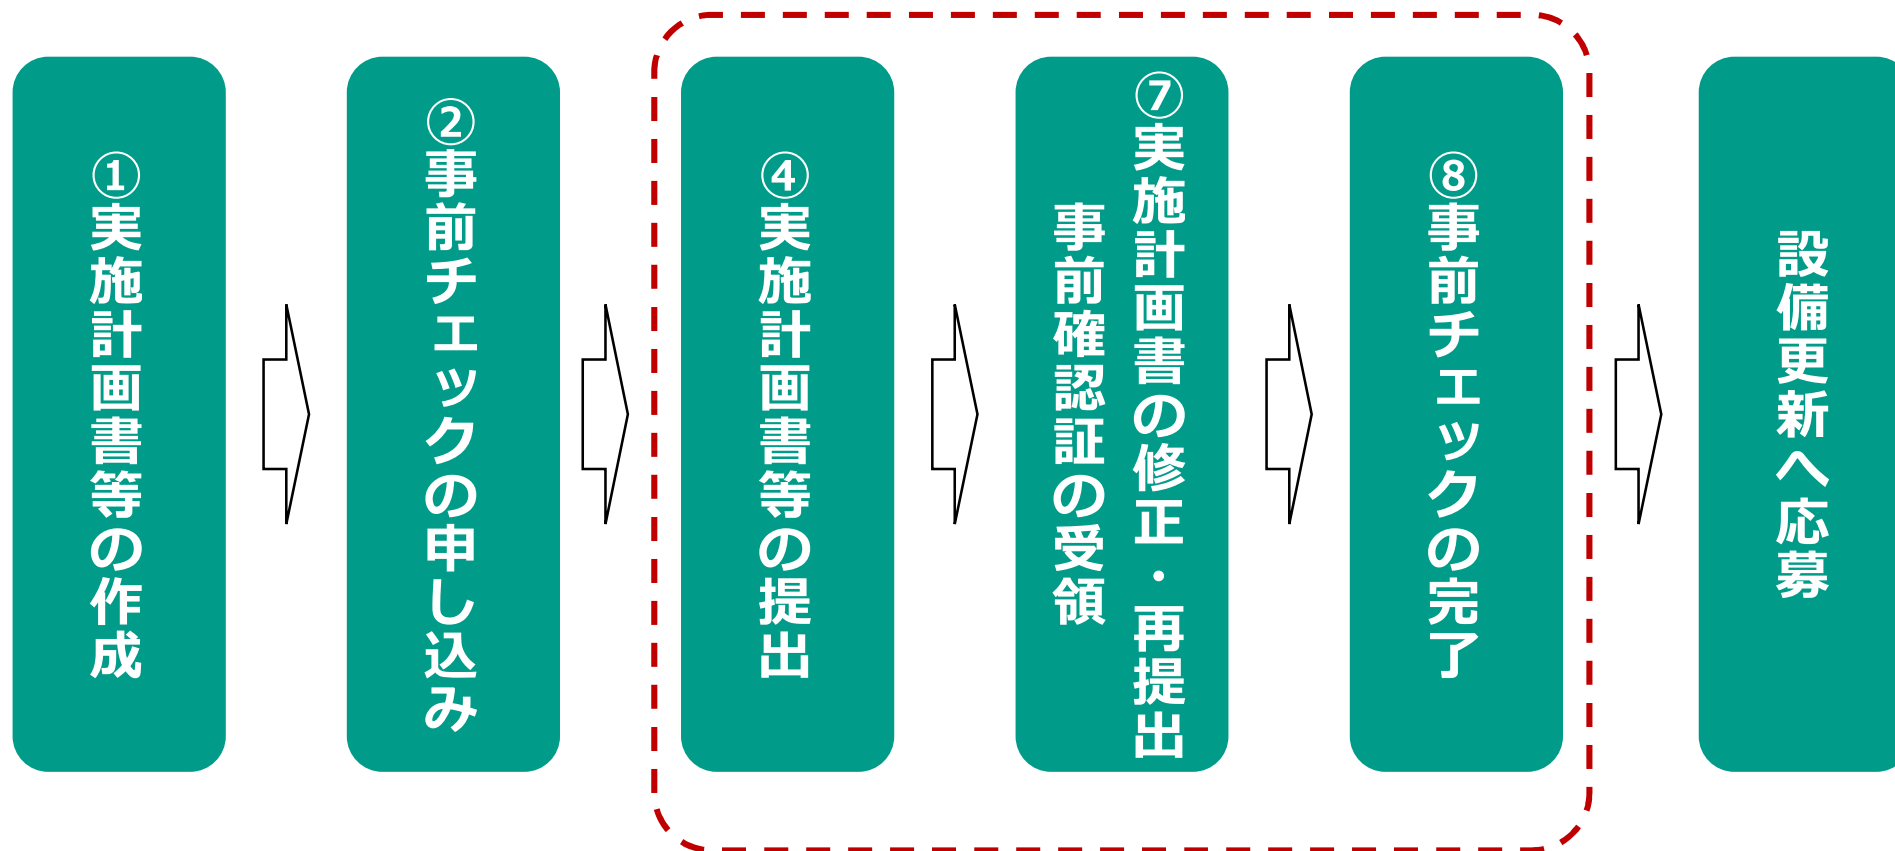 ①実施計画書等の作成
②事前チェックの申し込み
④実施計画書等の提出
⑦実施計画書の修正・再提出
事前確認証の受領
⑧事前チェックの完了
設備更新へ応募